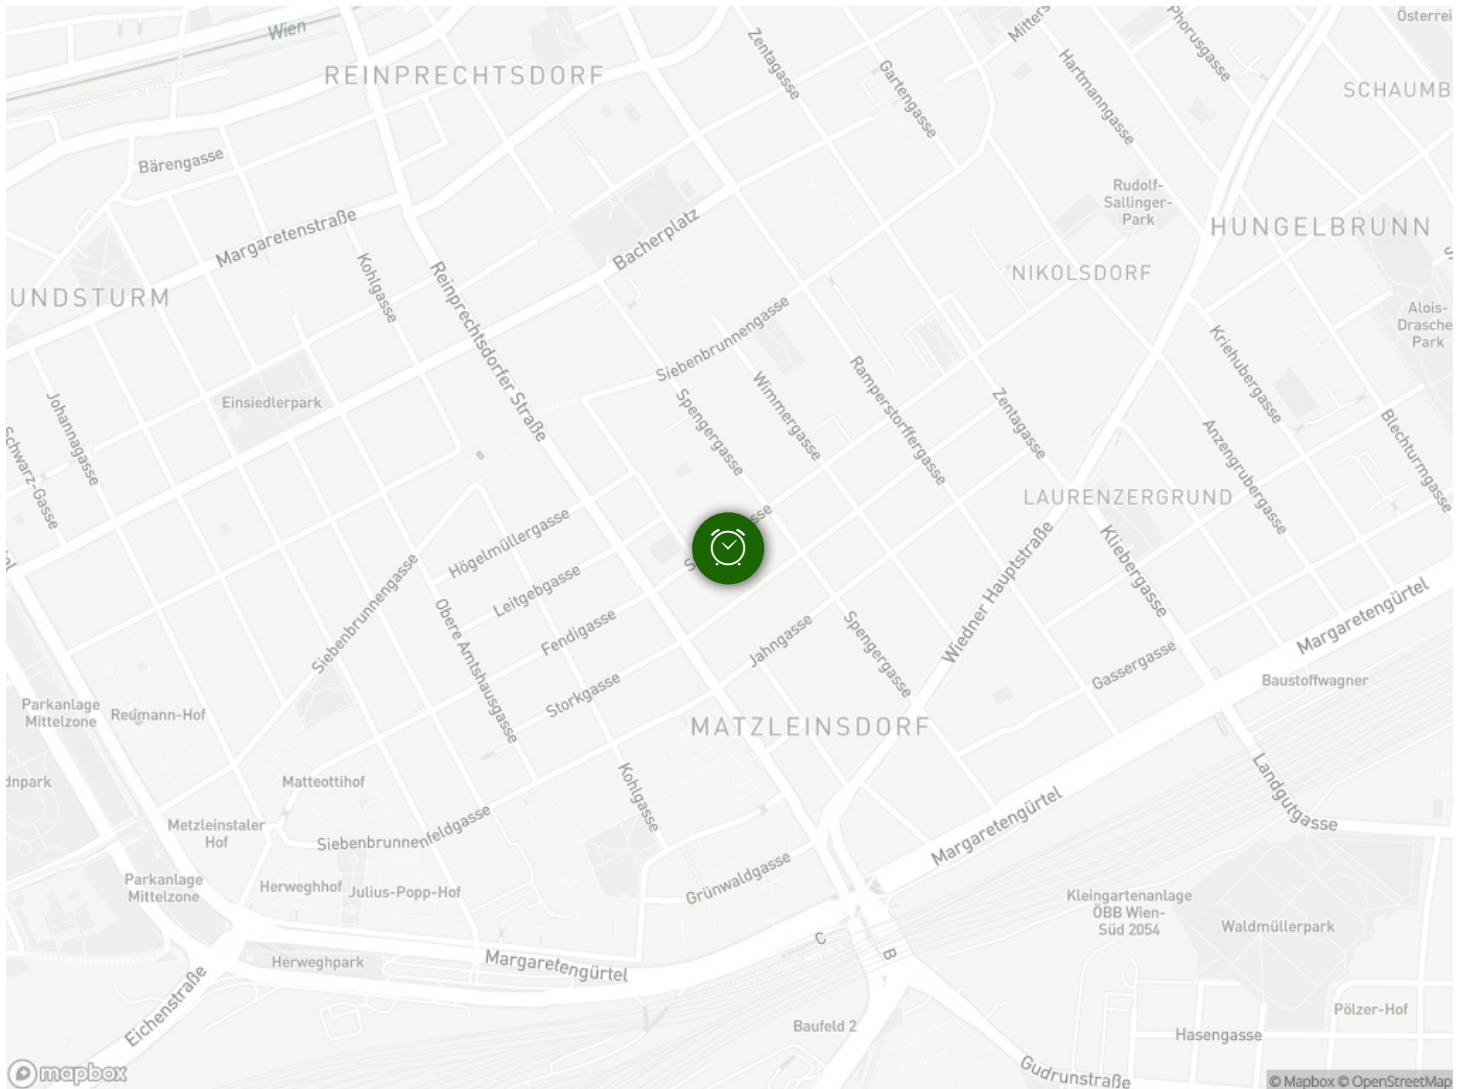 Wien
REINPRECHTSDORF
Zentagasse
Gartengasse
Hartmanngasse
Phorusgasse
SCHAUMB
Bärengasse
Rudolf-
Sallinger-
Park
Margaretenstraße
Bacherplatz
HUNGELBRUNN
NIKOLSDORF
UNDSTURM
Kohlgasse
Reinprechtsdorfer Straße
Siebenbrunnengasse
Alois-
Drasche
Park
Kriehubergasse
Johannagasse
Einsiedlerpark
Spengergasse
Wimmergasse
Ramperstorffergasse
Zentagasse
Anzengrubergasse
Blechturmgasse
Schwarz-Gasse
LAURENZERGRUND
Högelmüllergasse
Leitgebgasse
Fendigasse
Storkgasse
Siebenbrunnengasse
Obere Amtshausgasse
Jahngasse
Spengergasse
Wiedner Hauptstraße
Kliebergasse
Gassergasse
Margaretengürtel
Baustoffwagner
Parkanlage
Mittelzone
Reumann-Hof
MATZLEINSDORF
Matteottihof
Kohlgasse
Landgutgasse
Metzleinstaler
Hof
Siebenbrunnenfeldgasse
Margaretengürtel
Parkanlage
Mittelzone
Herweghhof
Julius-Popp-Hof
Grünwaldgasse
Kleingartenanlage
ÖBB Wien-
Süd 2054
Waldmüllerpark
C
B
Herweghpark
Margaretengürtel
Eichenstraße
Baufeld 2
Pölzer-Hof
Hasengasse
Gudrunstraße
mapbox
© Mapbox © OpenStreetMap